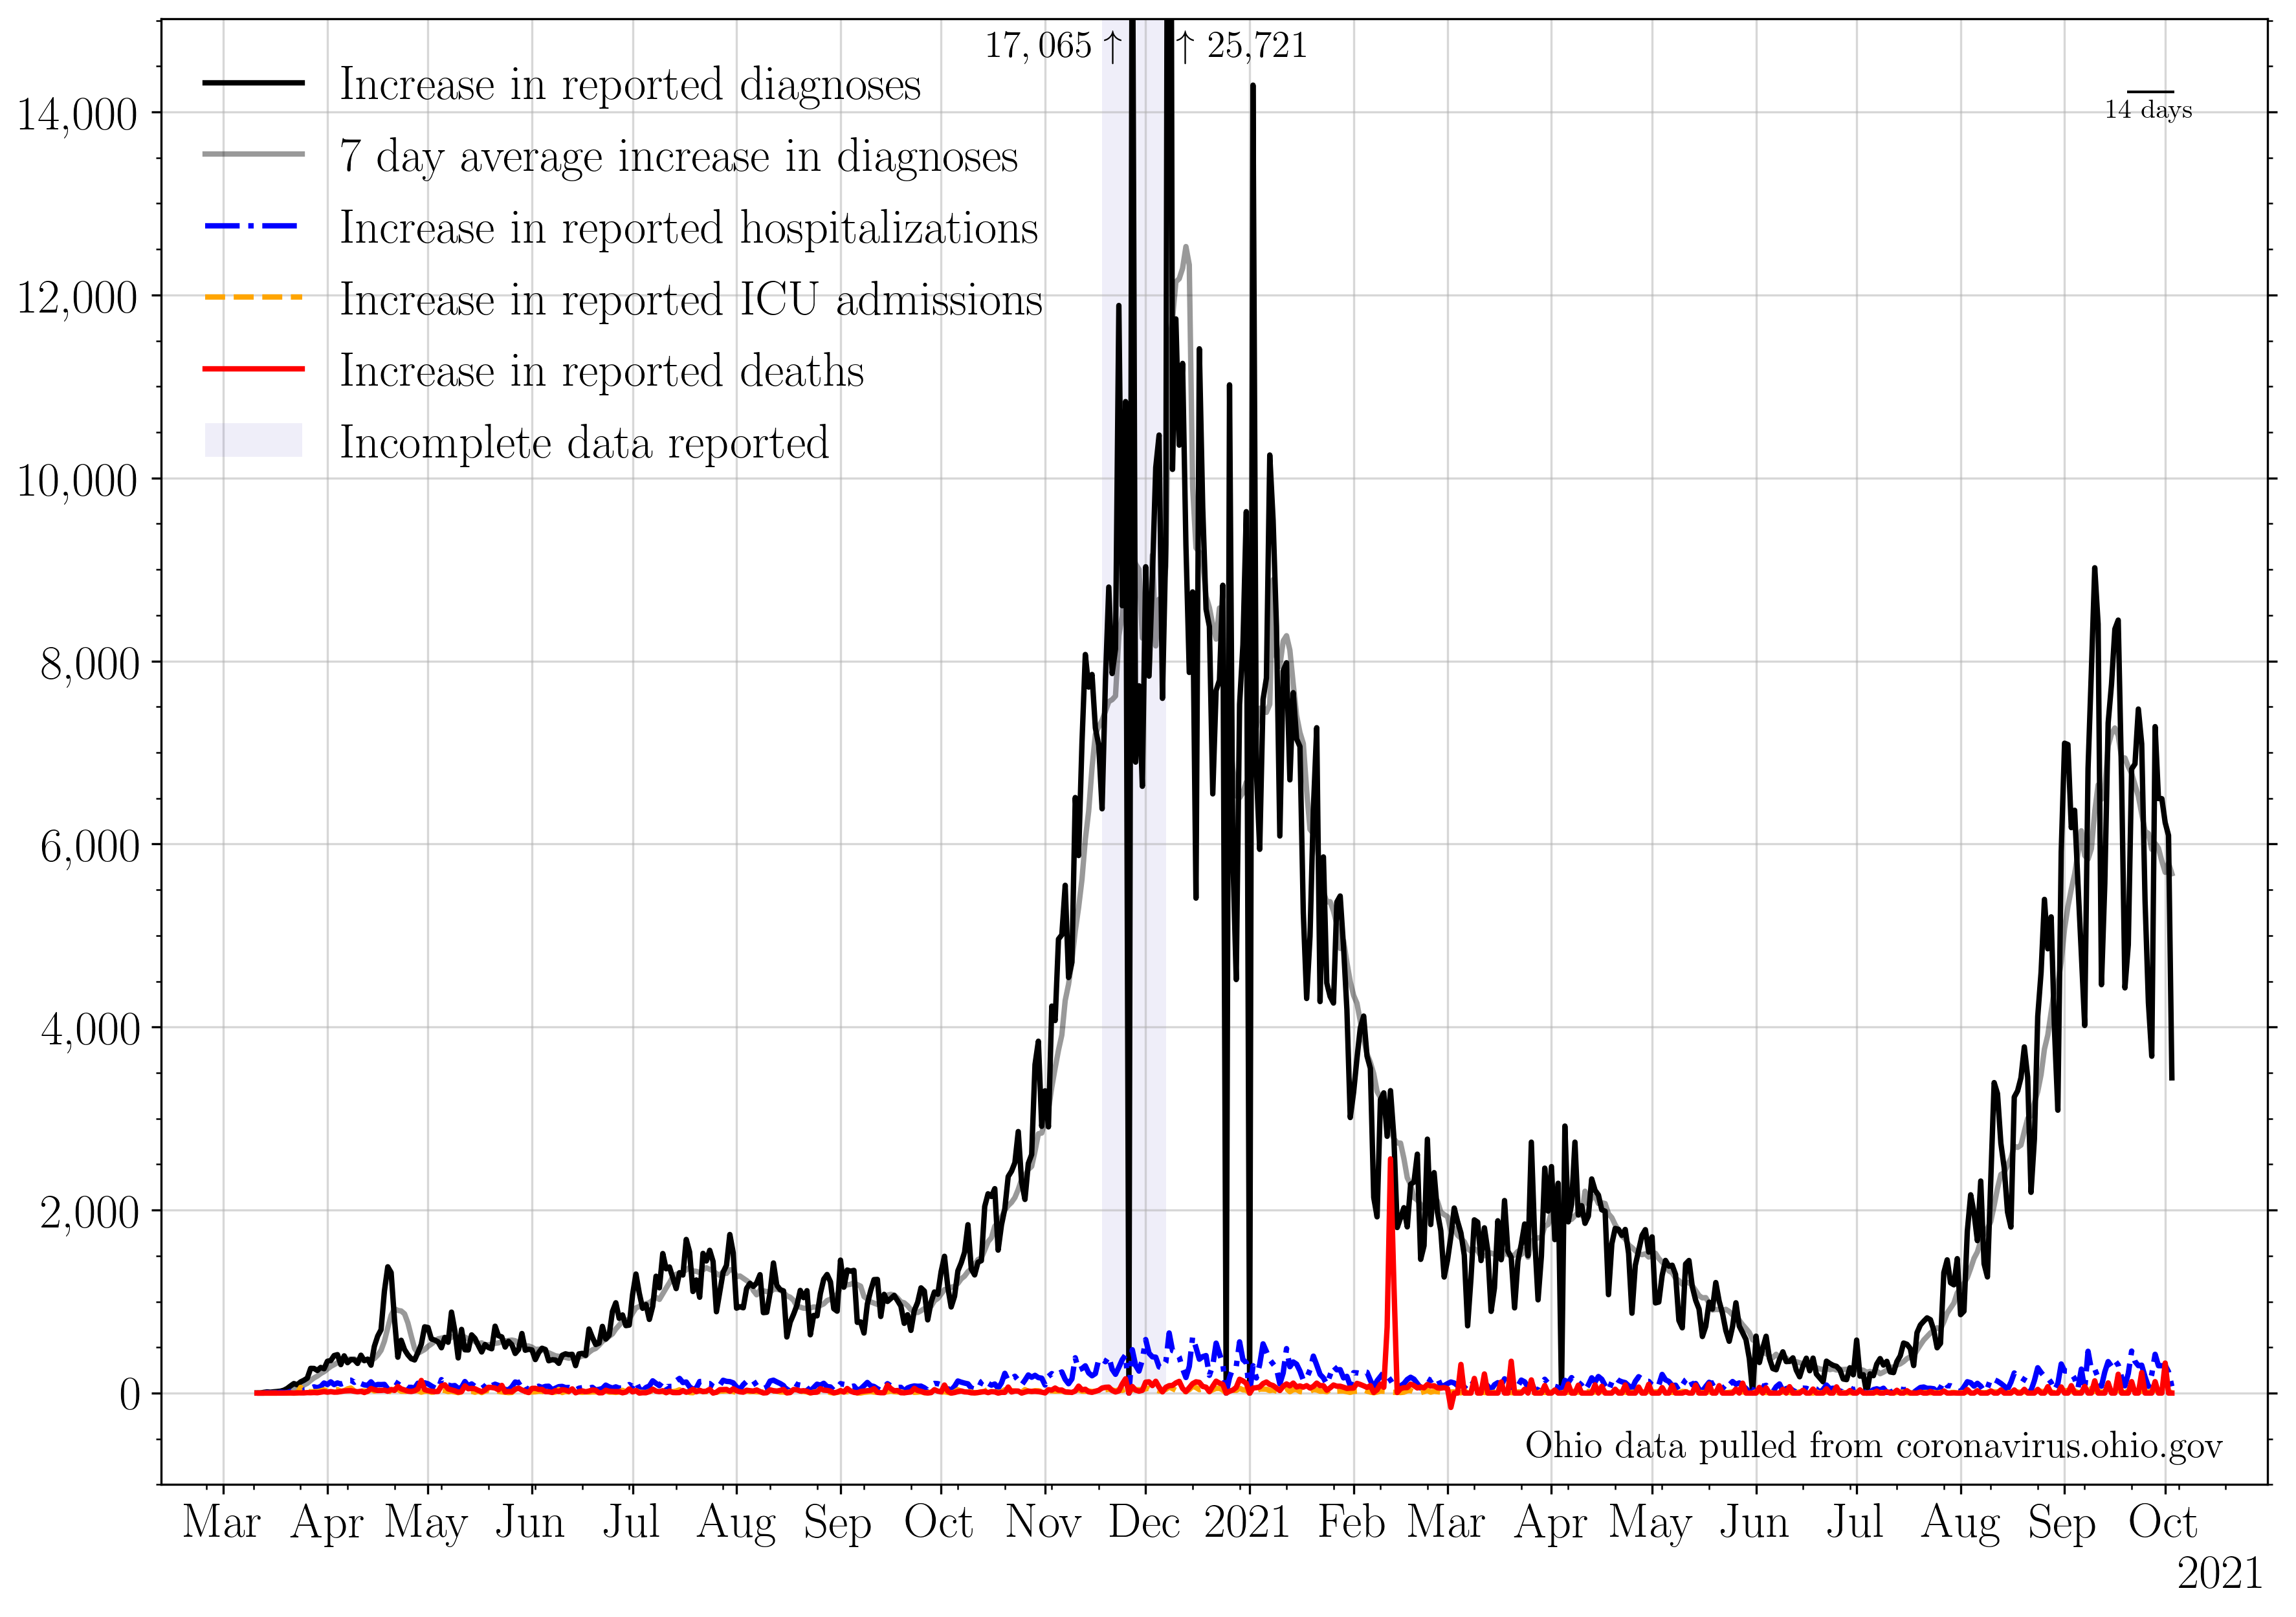 17,065 ↑ ↑ 25,721
Increase in reported diagnoses
7 day average increase in diagnoses
Increase in reported hospitalizations
Increase in reported ICU admissions
Increase in reported deaths
Incomplete data reported
14 days
14,000
12,000
10,000
8,000
6,000
4,000
2,000
0
Ohio data pulled from coronavirus.ohio.gov
Mar Apr May Jun Jul Aug Sep Oct Nov Dec 2021 Feb Mar Apr May Jun Jul Aug Sep Oct
2021